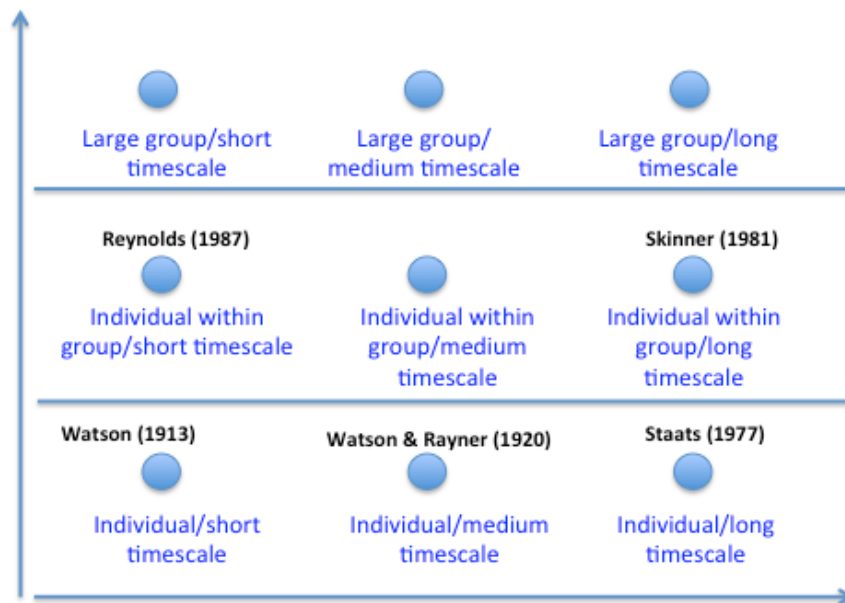 Large group/short
timescale
Large group/
medium timescale
Large group/long
timescale
Reynolds (1987)
Skinner (1981)
Individual within
group/short timescale
Individual within
group/medium
timescale
Individual within
group/long
timescale
Watson (1913)
Watson & Rayner (1920)
Staats (1977)
Individual/short
timescale
Individual/medium
timescale
Individual/long
timescale